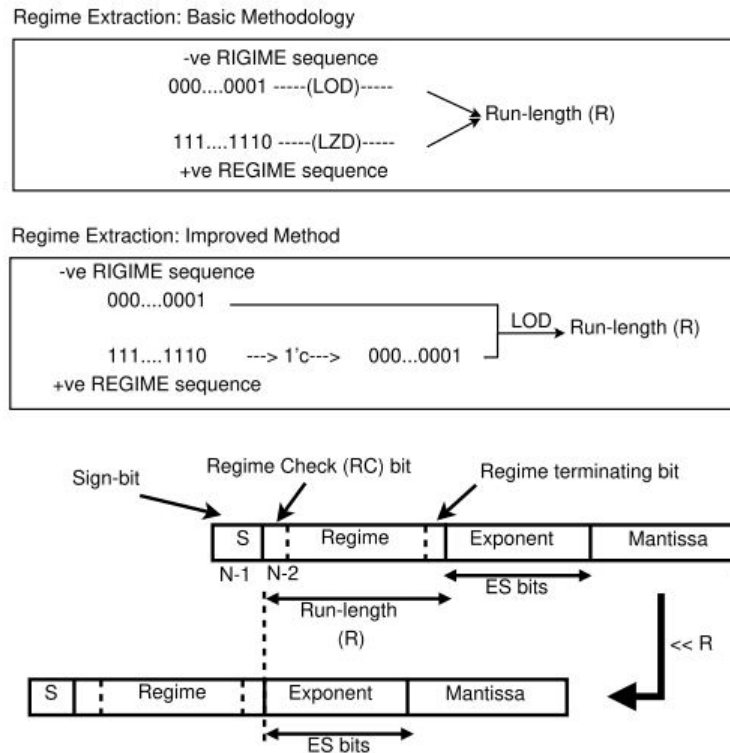 Regime Extraction: Basic Methodology
-ve RIGIME sequence
000....0001 -----(LOD)-----
Run-length (R)
111....1110 -----(LZD)-----
+ve REGIME sequence
Regime Extraction: Improved Method
-ve RIGIME sequence
000....0001
LOD
Run-length (R)
111....1110 ---> 1'c---> 000...0001
+ve REGIME sequence
Regime Check (RC) bit
Sign-bit
Regime terminating bit
S Regime Exponent Mantissa
N-1 N-2
ES bits
Run-length
(R)
<< R
S Regime Exponent Mantissa
ES bits